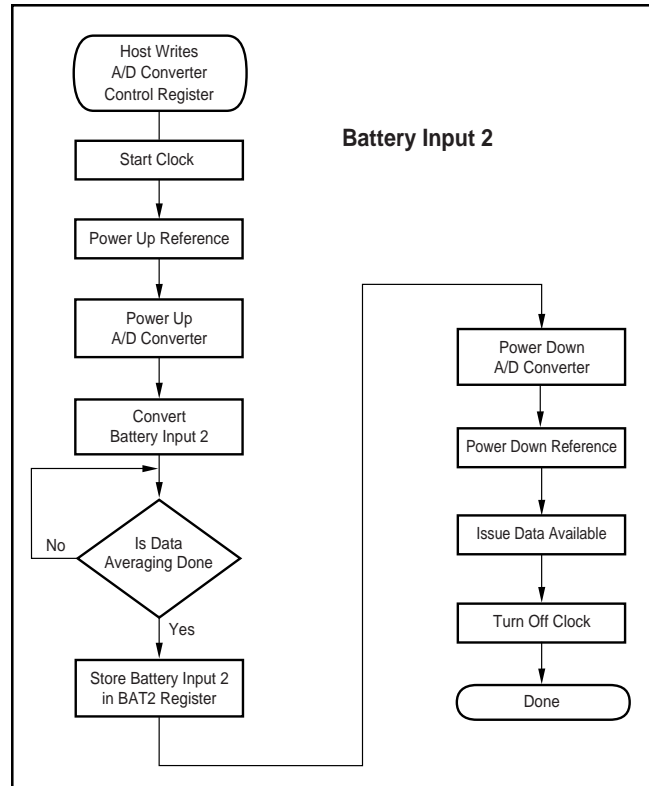 Host Writes
A/D Converter
Control Register
Battery Input 2
Start Clock
Power Up Reference
Power Up
A/D Converter
Convert
Battery Input 2
No
Is Data
Averaging Done
Yes
Store Battery Input 2
in BAT2 Register
Power Down
A/D Converter
Power Down Reference
Issue Data Available
Turn Off Clock
Done